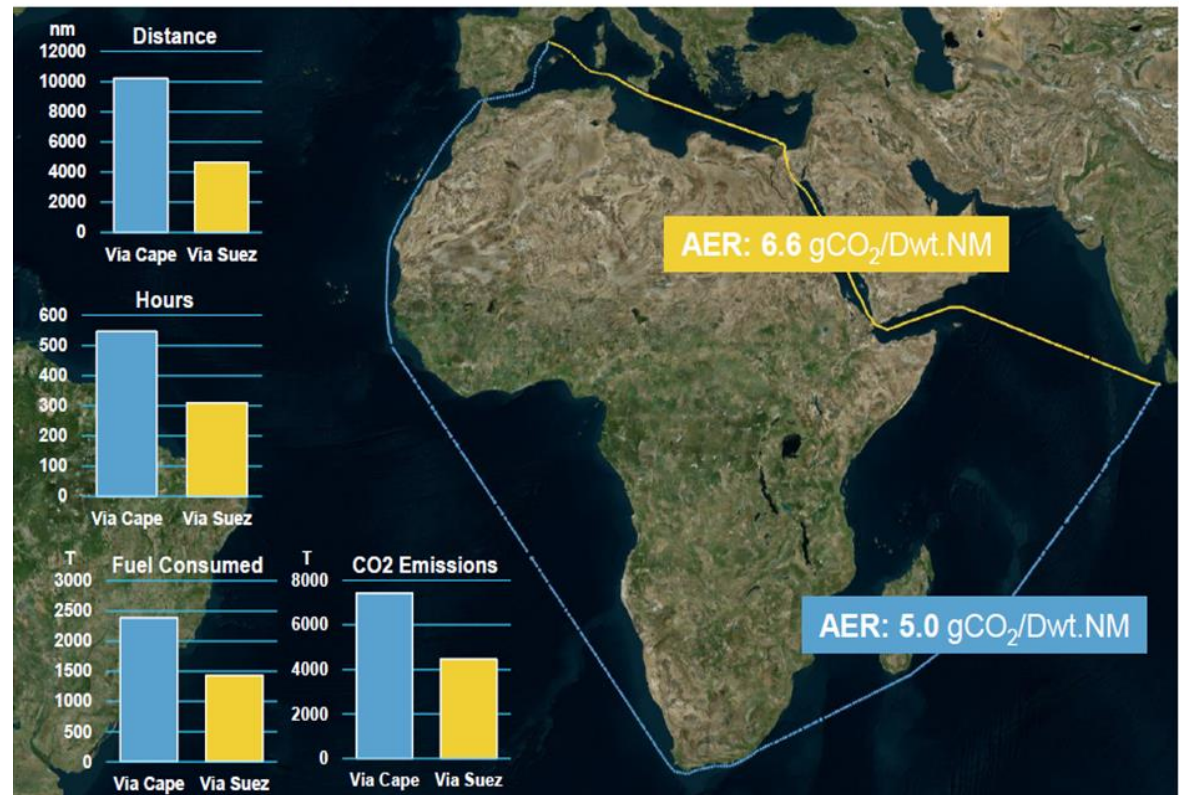 nm
Distance
12000
10000
8000
6000
4000
2000
0
Via Cape Via Suez
Hours
600
500
400
300
200
100
0
Via Cape Via Suez
T
Fuel Consumed
3000
2500
2000
1500
1000
500
0
Via Cape Via Suez
T
CO2 Emissions
8000
6000
4000
2000
0
Via Cape Via Suez
AER: 6.6 gCO₂/Dwt.NM
AER: 5.0 gCO₂/Dwt.NM